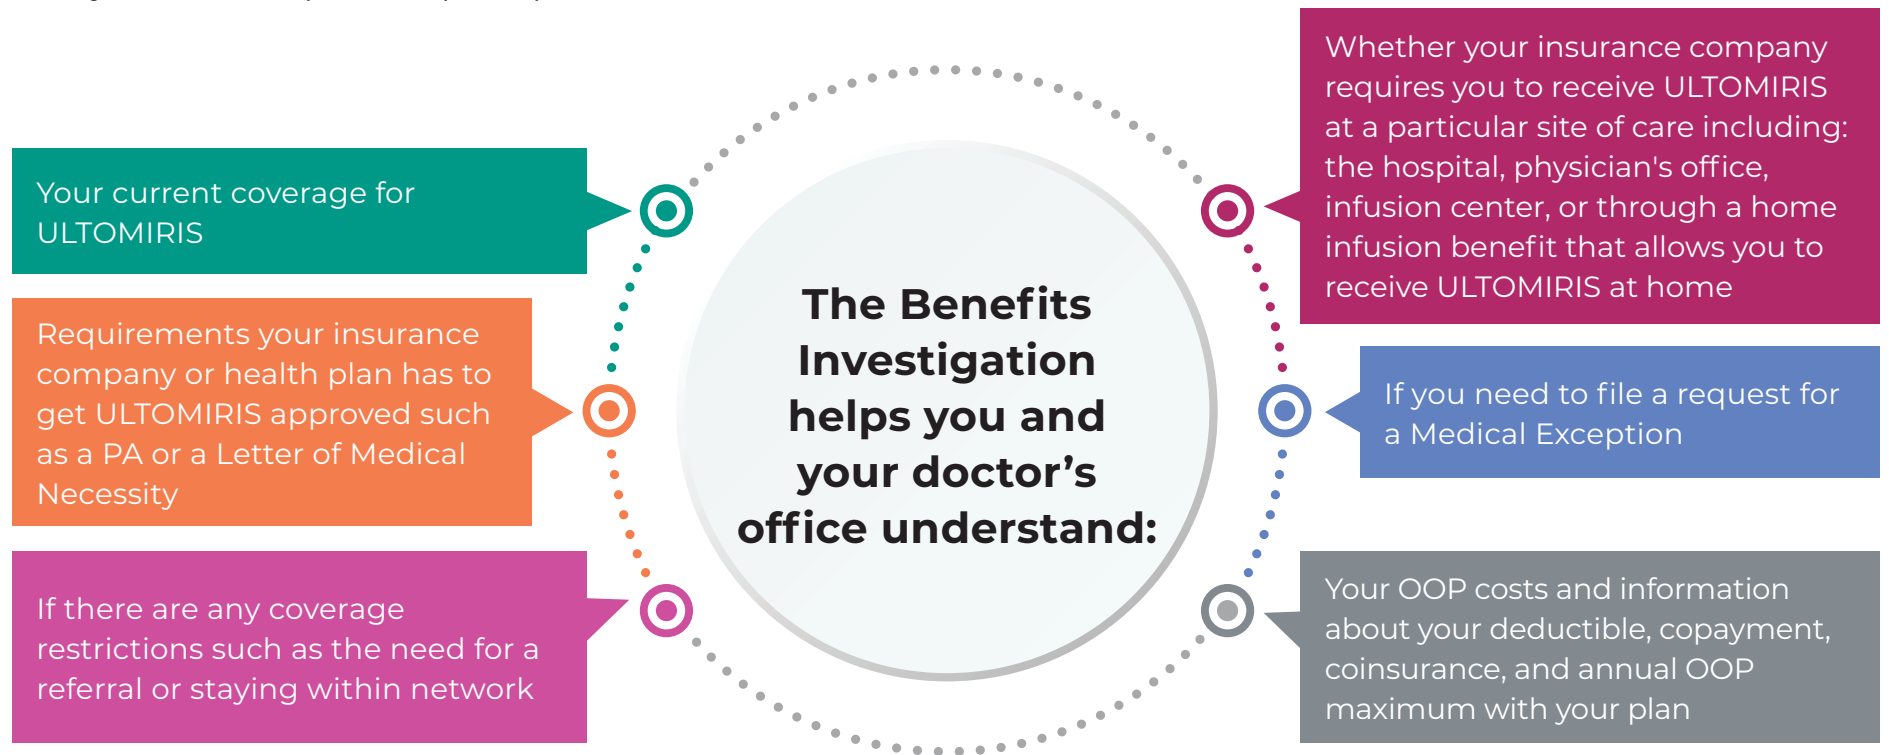 The Benefits
Investigation
helps you and
your doctor’s
office understand:
Your current coverage for
ULTOMIRIS
Requirements your insurance
company or health plan has to
get ULTOMIRIS approved such
as a PA or a Letter of Medical
Necessity
If there are any coverage
restrictions such as the need for a
referral or staying within network
Whether your insurance company
requires you to receive ULTOMIRIS
at a particular site of care including:
the hospital, physician's office,
infusion center, or through a home
infusion benefit that allows you to
receive ULTOMIRIS at home
If you need to file a request for
a Medical Exception
Your OOP costs and information
about your deductible, copayment,
coinsurance, and annual OOP
maximum with your plan